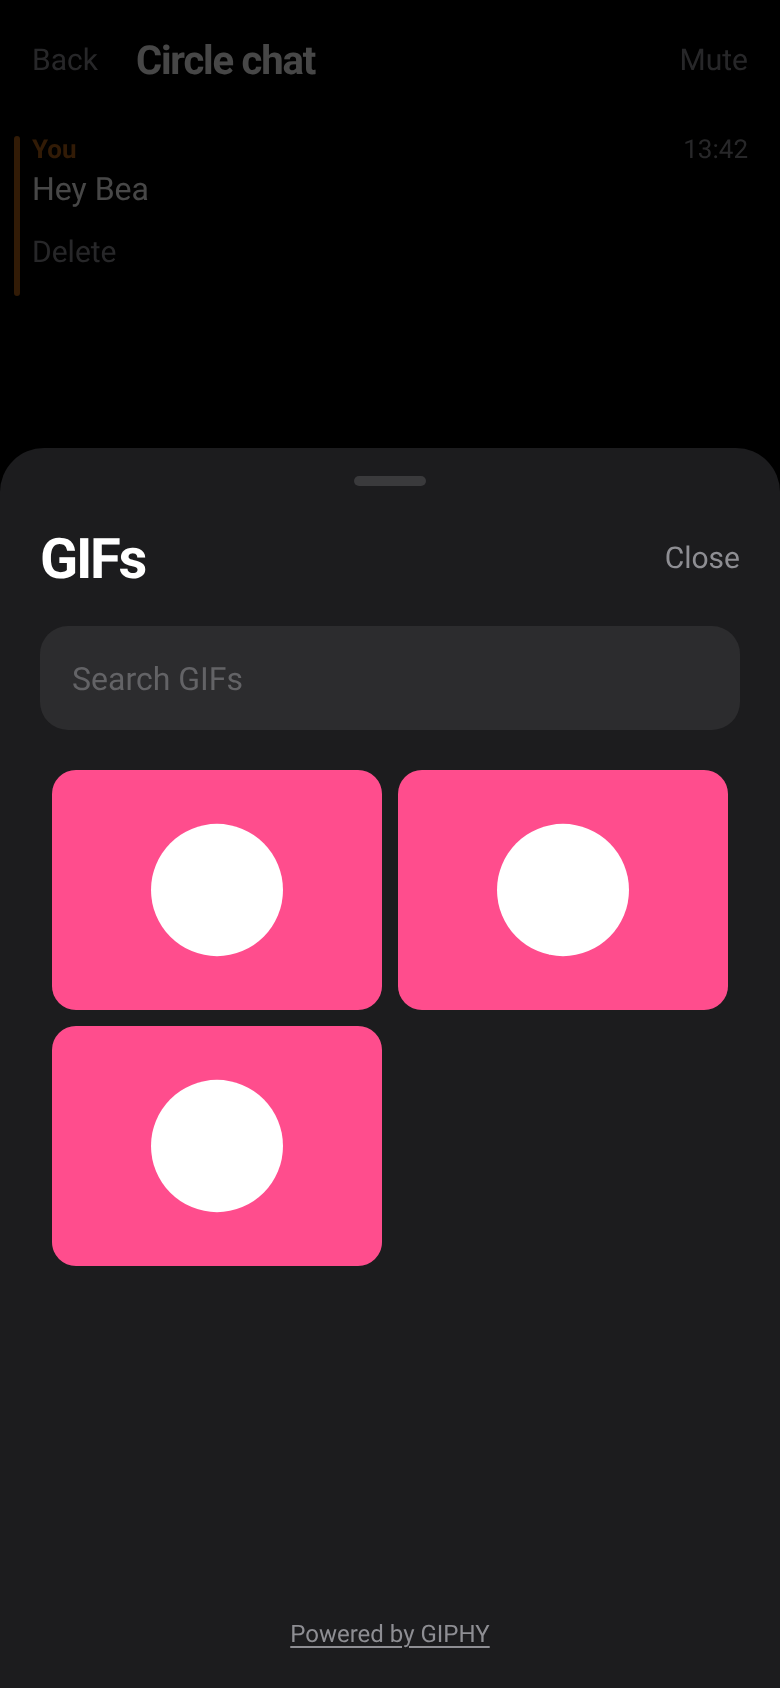 Back Circle chat Mute
You 13:42
Hey Bea
Delete
GIFs Close
Search GIFs
Powered by GIPHY